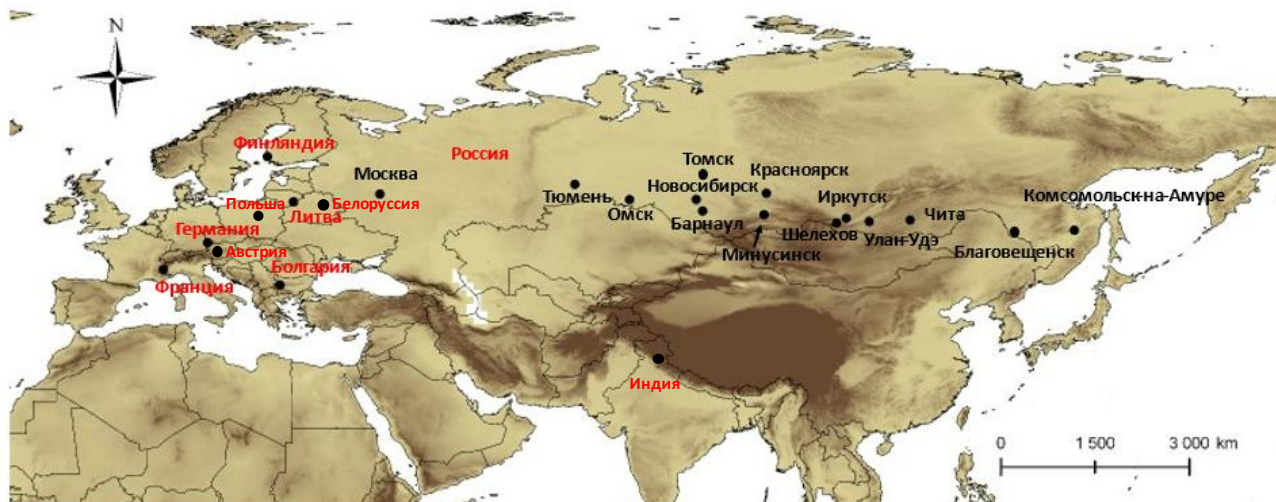 N
Финляндия
Россия
Москва
Томск
Красноярск
Тюмень
Новосибирск
Иркутск
Комсомольск-на-Амуре
Польша
Литва
Белоруссия
Омск
Барнаул
Шелехов
Чита
Германия
Улан-Удэ
Австрия
Минусинск
Благовещенск
Болгария
Франция
Индия
0 1 500 3 000 km